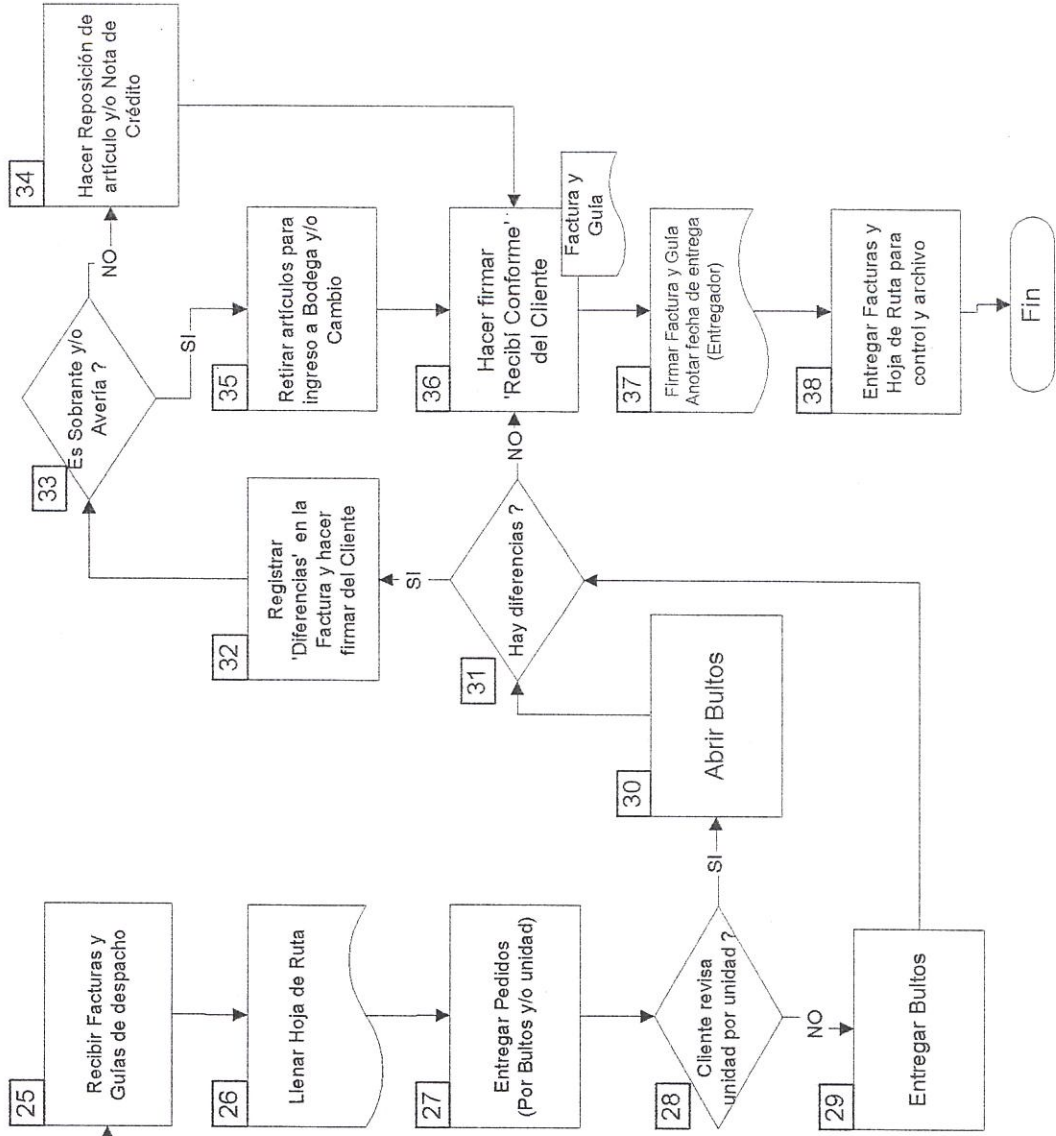 25
Recibir Facturas y
Guías de despacho
26
Llenar Hoja de Ruta
27
Entregar Pedidos
(Por Bultos y/o unidad)
28
Cliente revisa
unidad por unidad ?
SI
NO
29
Entregar Bultos
30
Abrir Bultos
31
Hay diferencias ?
SI
NO
32
Registrar
'Diferencias' en la
Factura y hacer
firmar del Cliente
33
Es Sobrante y/o
Avería ?
NO
SI
34
Hacer Reposición de
artículo y/o Nota de
Crédito
35
Retirar artículos para
ingreso a Bodega y/o
Cambio
36
Hacer firmar
'Recibí Conforme'
del Cliente
Factura y
Guía
37
Firmar Factura y Guía
Anotar fecha de entrega
(Entregador)
38
Entregar Facturas y
Hoja de Ruta para
control y archivo
Fin